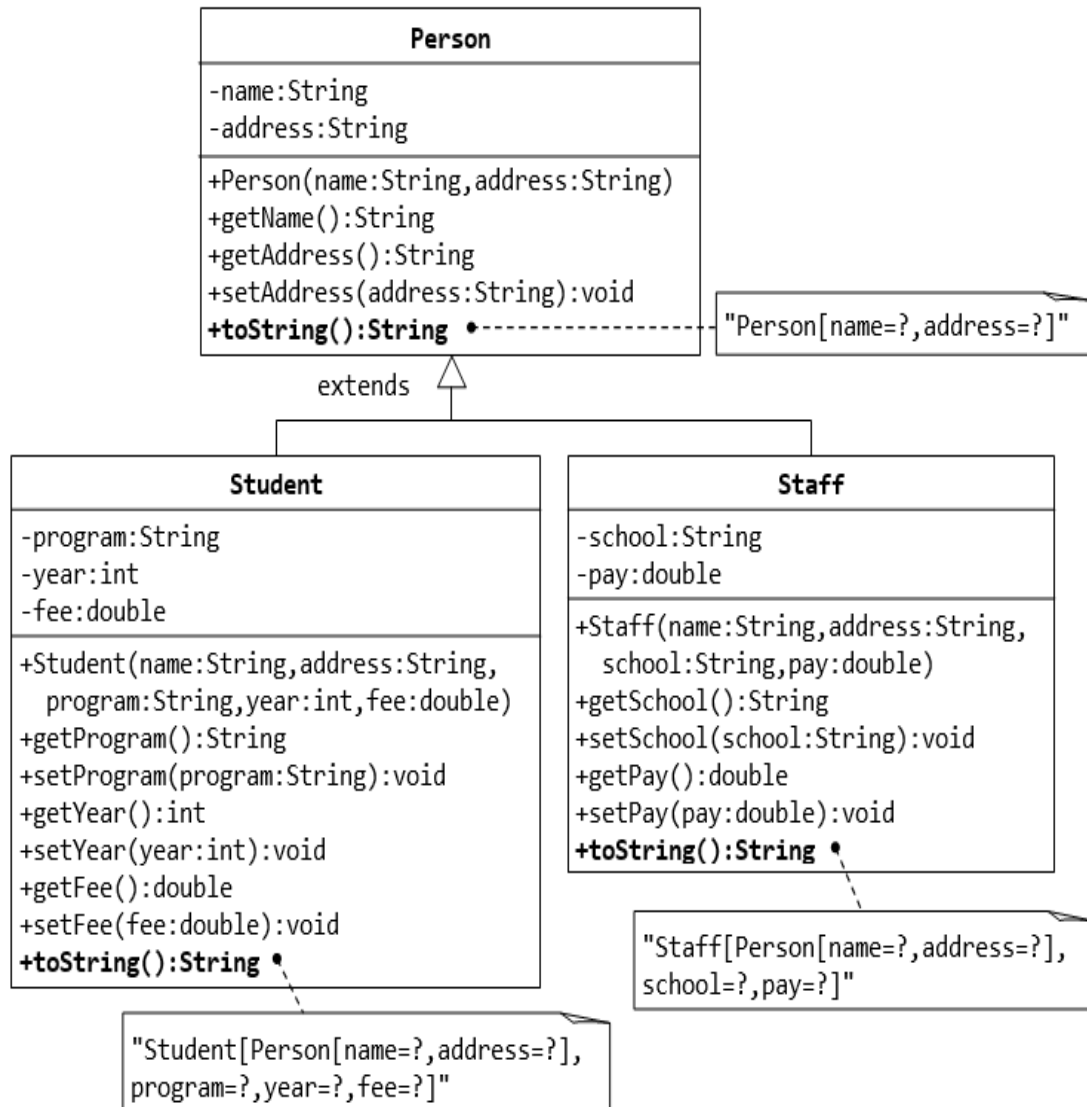 Person
-name:String
-address:String
+Person(name:String,address:String)
+getName():String
+getAddress():String
+setAddress(address:String):void
+toString():String
"Person[name=?,address=?]"
extends
Student
-program:String
-year:int
-fee:double
+Student(name:String,address:String,
program:String,year:int,fee:double)
+getProgram():String
+setProgram(program:String):void
+getYear():int
+setYear(year:int):void
+getFee():double
+setFee(fee:double):void
+toString():String
"Student[Person[name=?,address=?],
program=?,year=?,fee=?]"
Staff
-school:String
-pay:double
+Staff(name:String,address:String,
school:String,pay:double)
+getSchool():String
+setSchool(school:String):void
+getPay():double
+setPay(pay:double):void
+toString():String
"Staff[Person[name=?,address=?],
school=?,pay=?]"